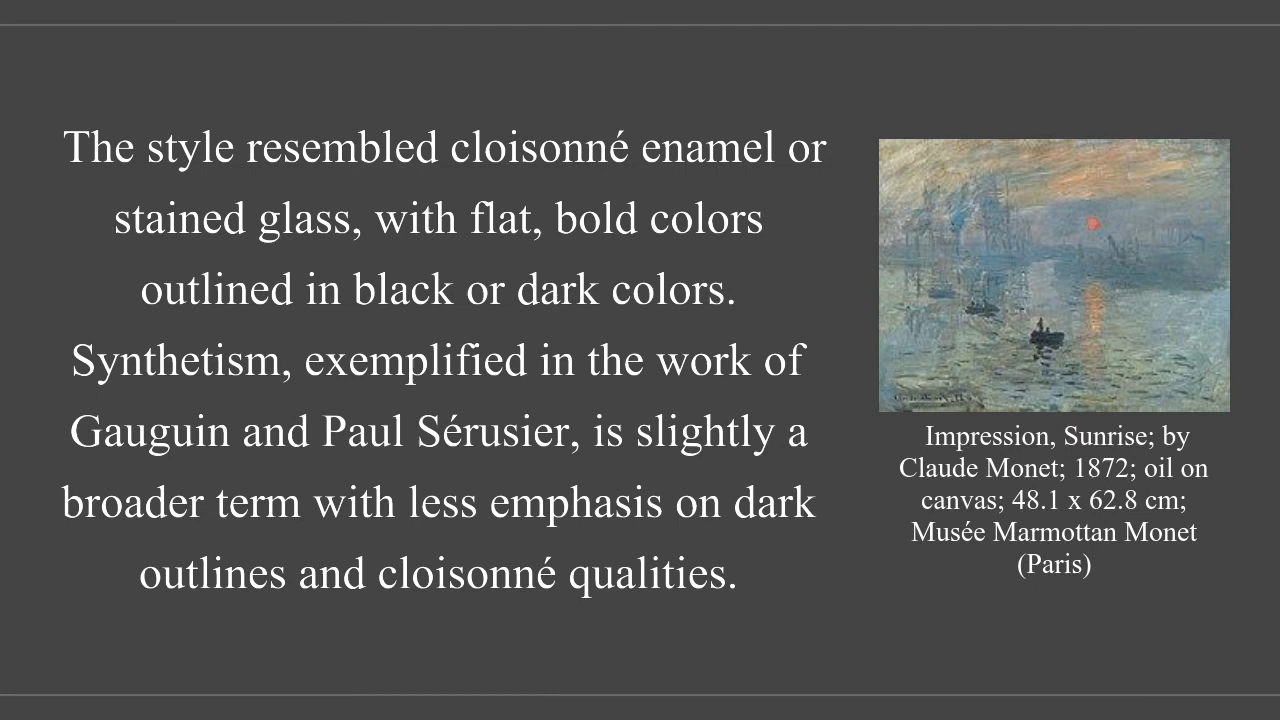 The style resembled cloisonné enamel or
stained glass, with flat, bold colors
outlined in black or dark colors.
Synthetism, exemplified in the work of
Gauguin and Paul Sérusier, is slightly a
broader term with less emphasis on dark
outlines and cloisonné qualities.
Impression, Sunrise; by
Claude Monet; 1872; oil on
canvas; 48.1 x 62.8 cm;
Musée Marmottan Monet
(Paris)